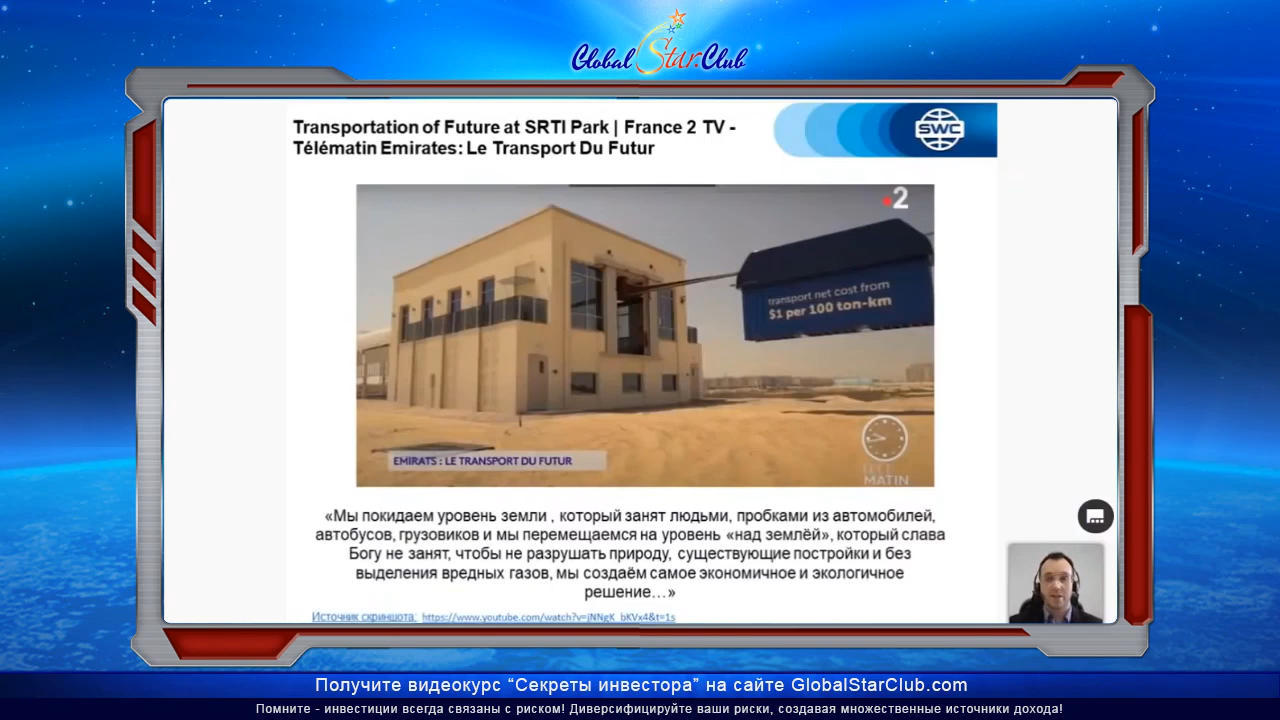 Global Star.Club
Transportation of Future at SRTI Park | France 2 TV -
Télématin Emirates: Le Transport Du Futur
SWC
2
transport net cost from
$1 per 100 ton-km
EMIRATS : LE TRANSPORT DU FUTUR
MATIN
«Мы покидаем уровень земли , который занят людьми, пробками из автомобилей,
автобусов, грузовиков и мы перемещаемся на уровень «над землёй», который слава
Богу не занят, чтобы не разрушать природу, существующие постройки и без
выделения вредных газов, мы создаём самое экономичное и экологичное
решение…»
Источник скриншота: https://www.youtube.com/watch?v=jNNgK_bKVx4&t=1s
Получите видеокурс “Секреты инвестора” на сайте GlobalStarClub.com
Помните - инвестиции всегда связаны с риском! Диверсифицируйте ваши риски, создавая множественные источники дохода!